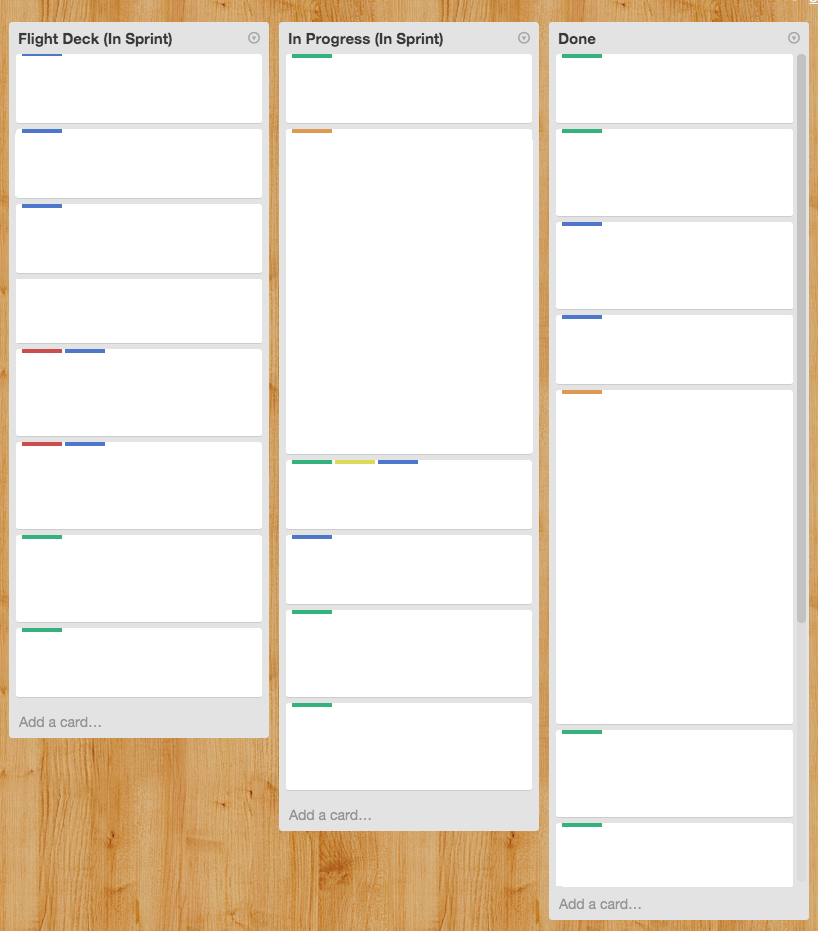 Flight Deck (In Sprint)
Add a card…
In Progress (In Sprint)
Add a card…
Done
Add a card…